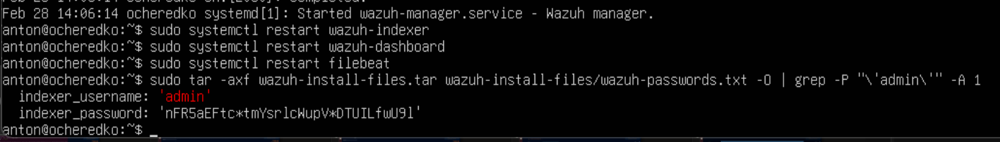 Feb 28 14:06:14 ocheredko systemd[1]: Started wazuh-manager.service - Wazuh manager.
anton@ocheredko:~$ sudo systemctl restart wazuh-indexer
anton@ocheredko:~$ sudo systemctl restart wazuh-dashboard
anton@ocheredko:~$ sudo systemctl restart filebeat
anton@ocheredko:~$ sudo tar -axf wazuh-install-files.tar wazuh-install-files/wazuh-passwords.txt -O | grep -P "\'admin\'" -A 1
  indexer_username: 'admin'
  indexer_password: 'nFR5aEFtc*tmYsrlcWupV*DTUILfwU9l'
anton@ocheredko:~$ _